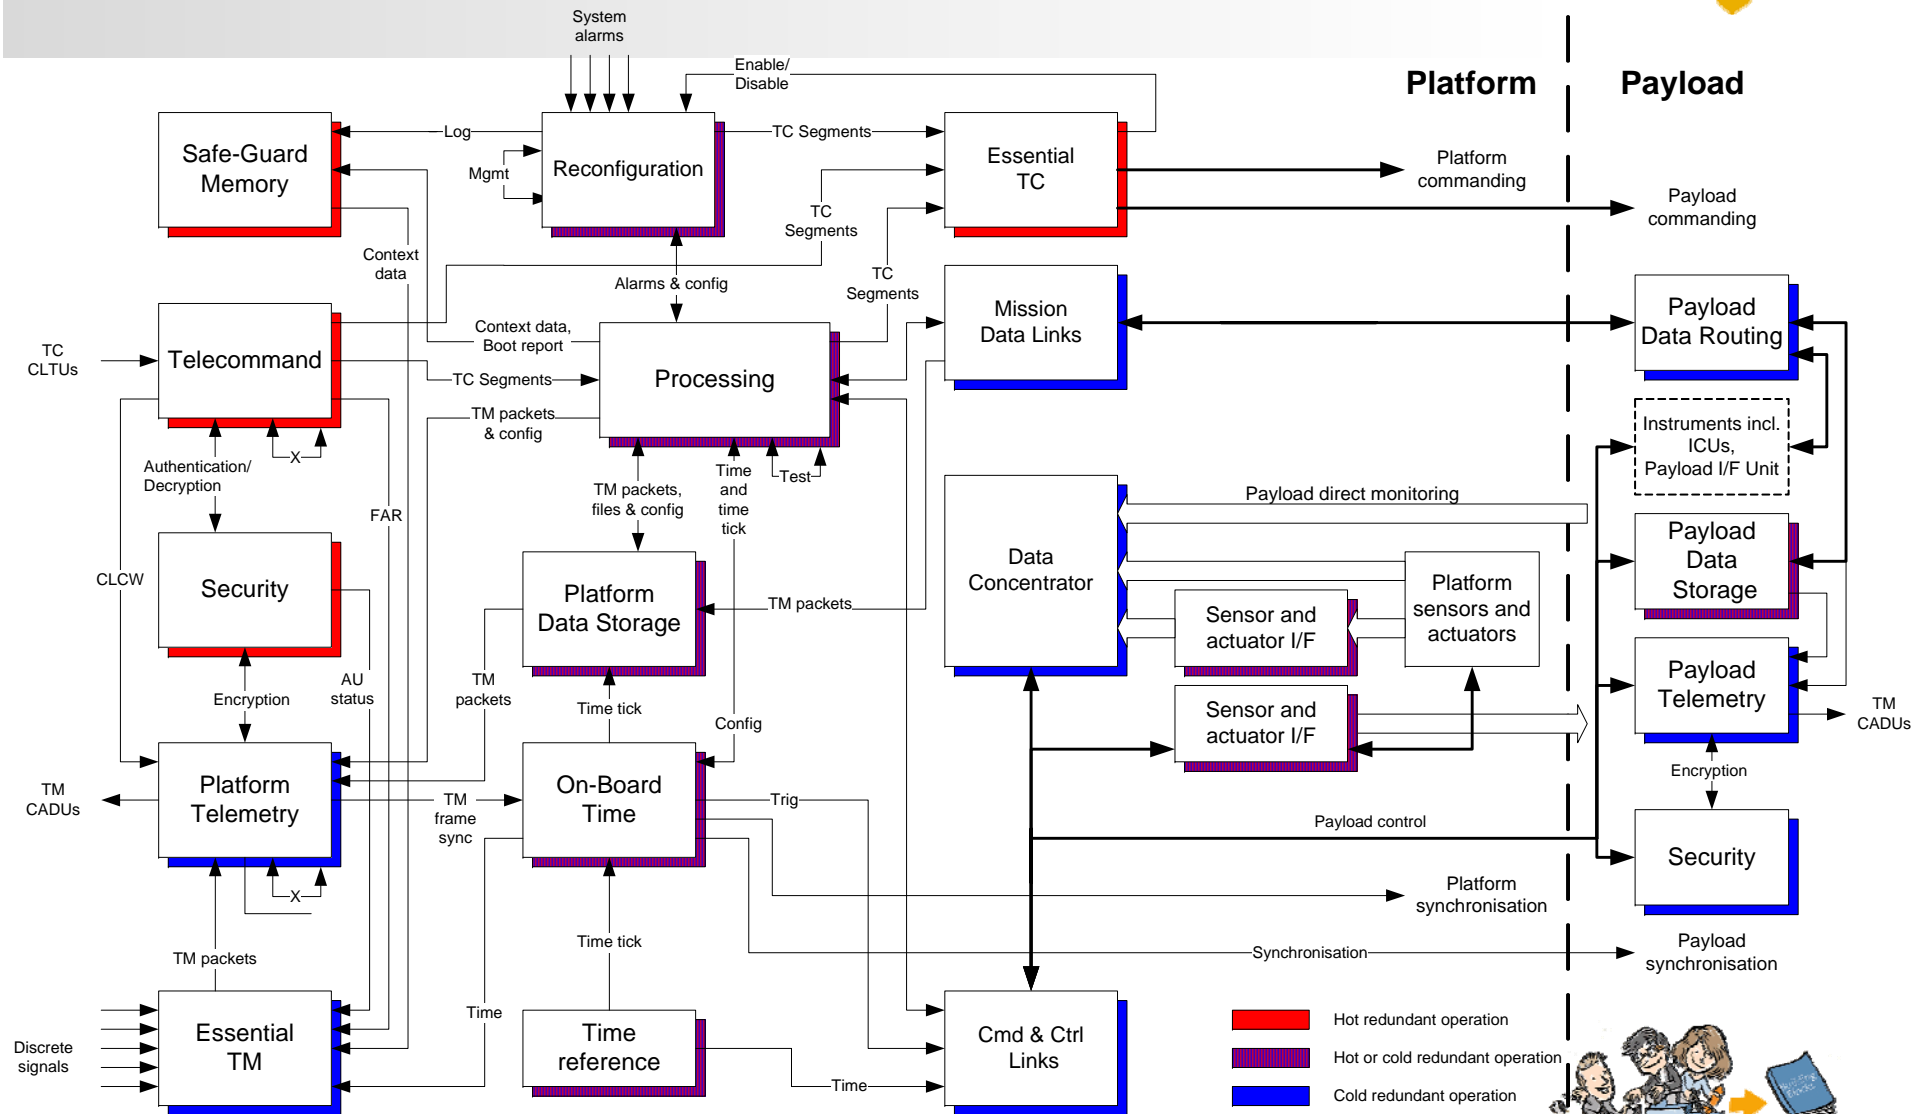 System
alarms
Enable/
Disable
Platform
Payload
Safe-Guard
Memory
Log
Mgmt
Reconfiguration
TC Segments
Essential
TC
Platform
commanding
Payload
commanding
TC
Segments
Context
data
Alarms & config
TC
Segments
Mission
Data Links
Payload
Data Routing
TC
CLTUs
Telecommand
Context data,
Boot report
TC Segments
Processing
TM packets
& config
X
Authentication/
Decryption
Test
Time
and
time
tick
TM packets,
files & config
Instruments incl.
ICUs,
Payload I/F Unit
Payload direct monitoring
FAR
CLCW
Security
Platform
Data Storage
TM packets
Data
Concentrator
Sensor and
actuator I/F
Platform
sensors and
actuators
Payload
Data
Storage
Encryption
AU
status
TM
packets
Time tick
Config
Sensor and
actuator I/F
Payload
Telemetry
TM
CADUs
Encryption
TM
CADUs
Platform
Telemetry
TM
frame
sync
On-Board
Time
Trig
Payload control
Security
X
Platform
synchronisation
Time tick
Synchronisation
Payload
synchronisation
TM packets
Discrete
signals
Essential
TM
Time
Time
reference
Time
Cmd & Ctrl
Links
Hot redundant operation
Hot or cold redundant operation
Cold redundant operation